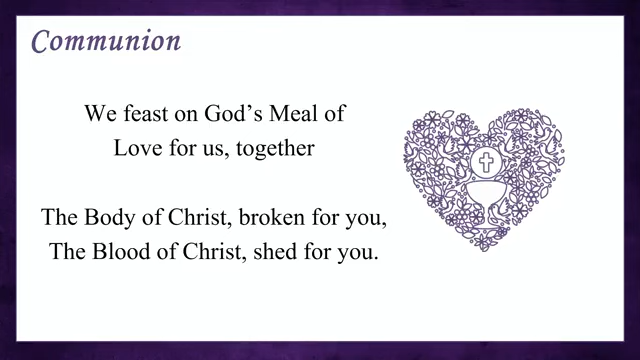 Communion
We feast on God’s Meal of
Love for us, together
The Body of Christ, broken for you,
The Blood of Christ, shed for you.